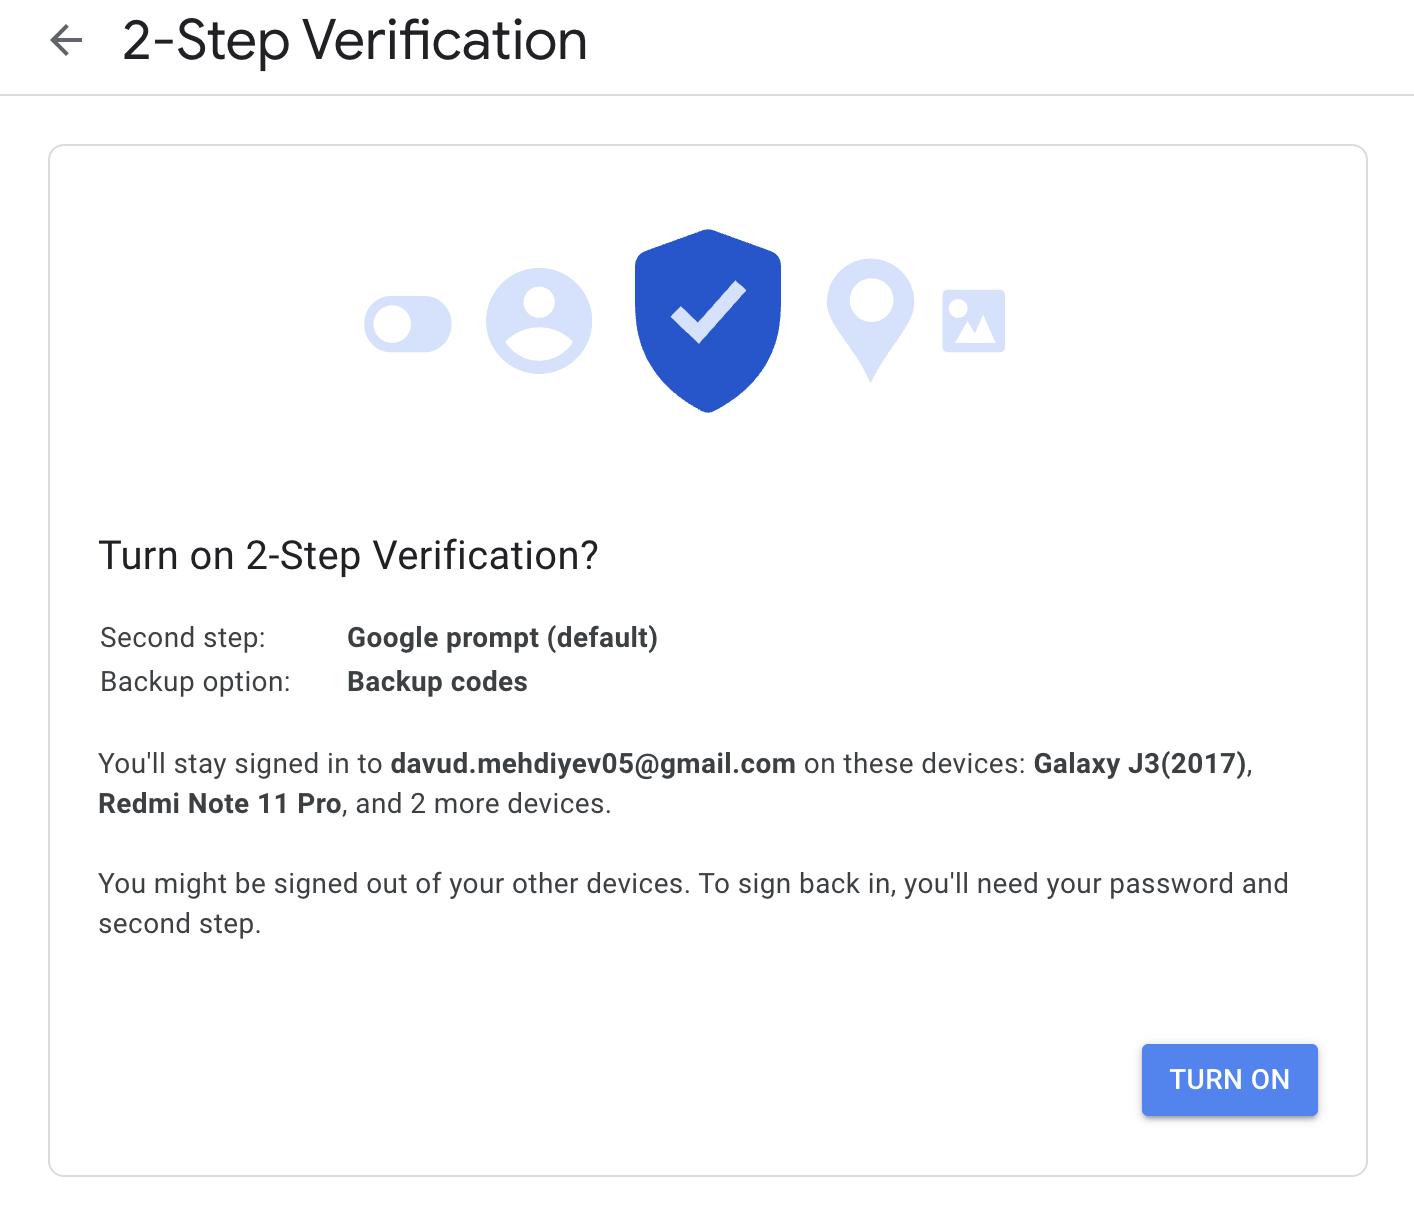 2-Step Verification
Turn on 2-Step Verification?
Second step: Google prompt (default)
Backup option: Backup codes
You'll stay signed in to davud.mehdiyev05@gmail.com on these devices: Galaxy J3(2017),
Redmi Note 11 Pro, and 2 more devices.
You might be signed out of your other devices. To sign back in, you'll need your password and
second step.
TURN ON